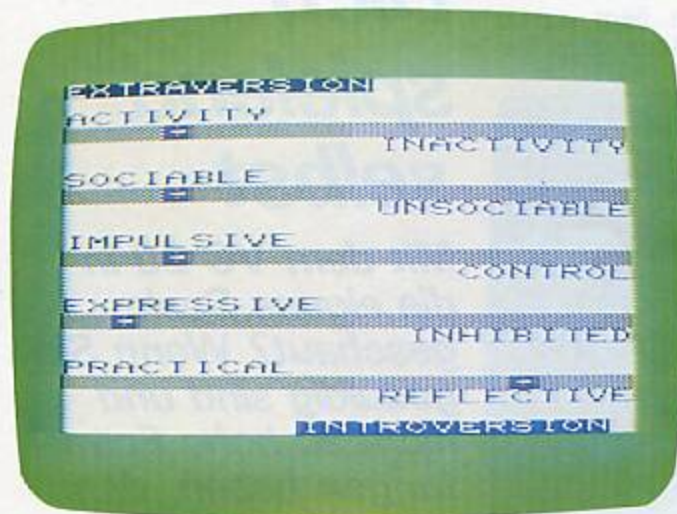 EXTRAVERSION
ACTIVITY
INACTIVITY
SOCIABLE
UNSOCIABLE
IMPULSIVE
CONTROL
EXPRESSIVE
INHIBITED
PRACTICAL
REFLECTIVE
INTROVERSION